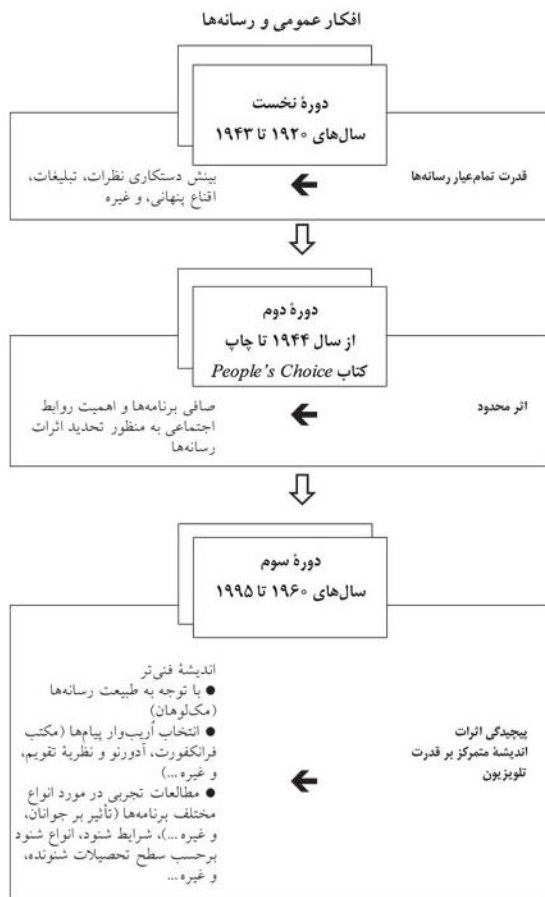 افکار عمومی و رسانه‌ها
دورهٔ نخست
سال‌های ۱۹۲۰ تا ۱۹۴۳
قدرت تمام‌عیار رسانه‌ها
بینش دستکاری نظرات، تبلیغات،
اقناع پنهانی، و غیره
دورهٔ دوم
از سال ۱۹۴۴ تا چاپ
کتاب People's Choice
اثر محدود
صافی برنامه‌ها و اهمیت روابط
اجتماعی به منظور تحدید اثرات
رسانه‌ها
دورهٔ سوم
سال‌های ۱۹۶۰ تا ۱۹۹۵
پیچیدگی اثرات
اندیشهٔ متمرکز بر قدرت
تلویزیون
اندیشهٔ فنی‌تر
● با توجه به طبیعت رسانه‌ها
(مک‌لوهان)
● انتخاب اُریب‌وار پیام‌ها (مکتب
فرانکفورت، آدورنو و نظریهٔ تقویم،
و غیره...)
● مطالعات تجربی در مورد انواع
مختلف برنامه‌ها (تأثیر بر جوانان،
و غیره...)، شرایط شنود، انواع شنود
برحسب سطح تحصیلات شنونده،
و غیره...